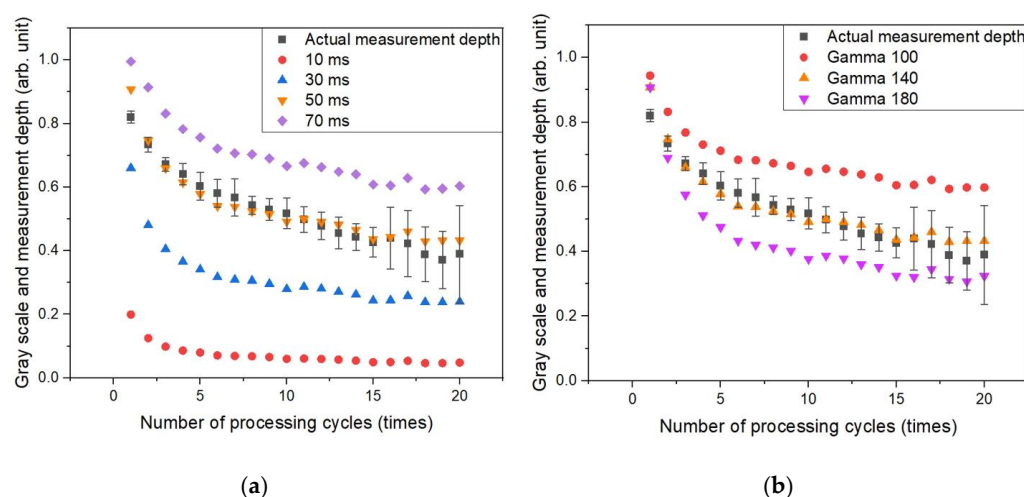 Gray scale and measurement depth (arb. unit)
1.0
0.8
0.6
0.4
0.2
0.0
Actual measurement depth
10 ms
30 ms
50 ms
70 ms
0
5
10
15
20
Number of processing cycles (times)
(a)
Gray scale and measurement depth (arb. unit)
1.0
0.8
0.6
0.4
0.2
0.0
Actual measurement depth
Gamma 100
Gamma 140
Gamma 180
0
5
10
15
20
Number of processing cycles (times)
(b)